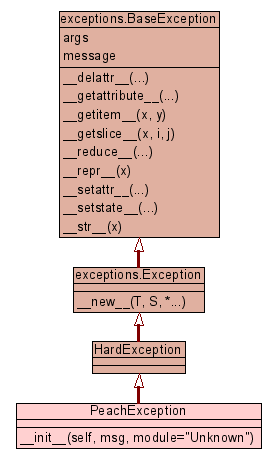 exceptions.BaseException
args
message
__delattr__(...)
__getattribute__(...)
__getitem__(x, y)
__getslice__(x, i, j)
__reduce__(...)
__repr__(x)
__setattr__(...)
__setstate__(...)
__str__(x)
exceptions.Exception
__new__(T, S, *...)
HardException
PeachException
__init__(self, msg, module="Unknown")